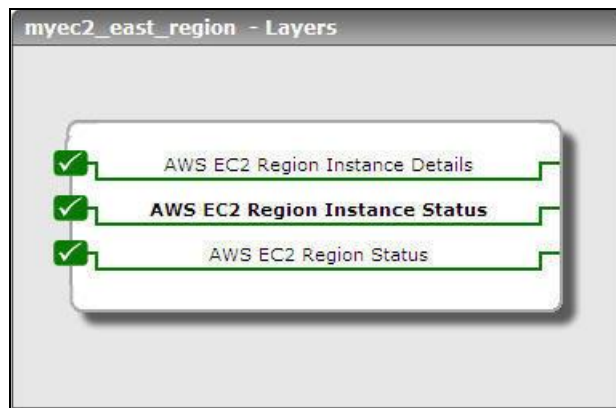 myec2_east_region - Layers
AWS EC2 Region Instance Details
AWS EC2 Region Instance Status
AWS EC2 Region Status